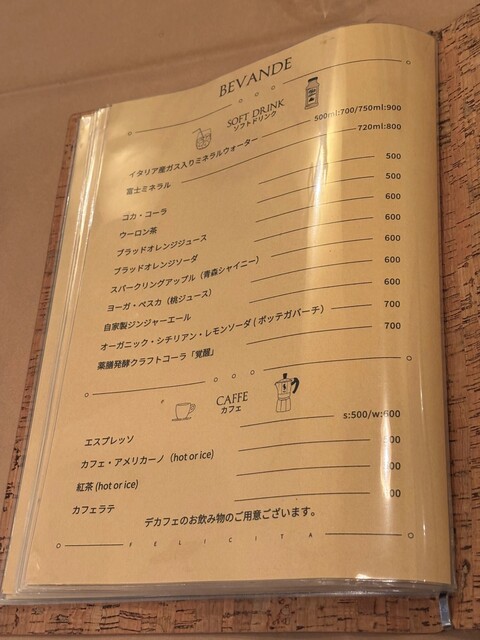 BEVANDE
SOFT DRINK
ソフトドリンク
イタリア産ガス入りミネラルウォーター 500ml:700/750ml:900
富士ミネラル 720ml:800
コカ・コーラ 500
ウーロン茶 500
ブラッドオレンジジュース 600
ブラッドオレンジソーダ 600
スパークリングアップル（青森シャイニー） 600
ヨーガ・ペスカ（桃ジュース） 600
自家製ジンジャーエール 600
オーガニック・シチリアン・レモンソーダ ( ボッテガバーチ） 700
薬膳発酵クラフトコーラ「覚醒」 700
CAFFE
カフェ
エスプレッソ s:500/w:600
カフェ・アメリカーノ（hot or ice)
紅茶 (hot or ice)
カフェラテ
デカフェのお飲み物のご用意ございます。
FELICITA